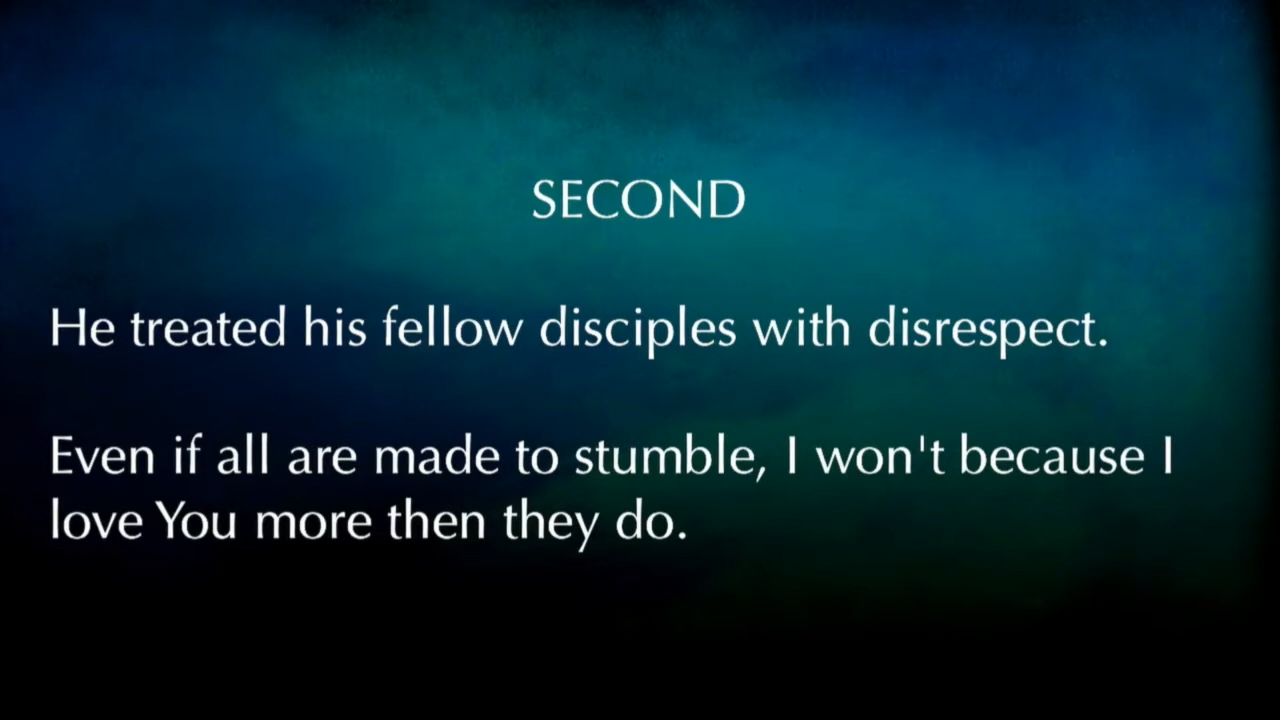 SECOND
He treated his fellow disciples with disrespect.
Even if all are made to stumble, I won't because I
love You more then they do.